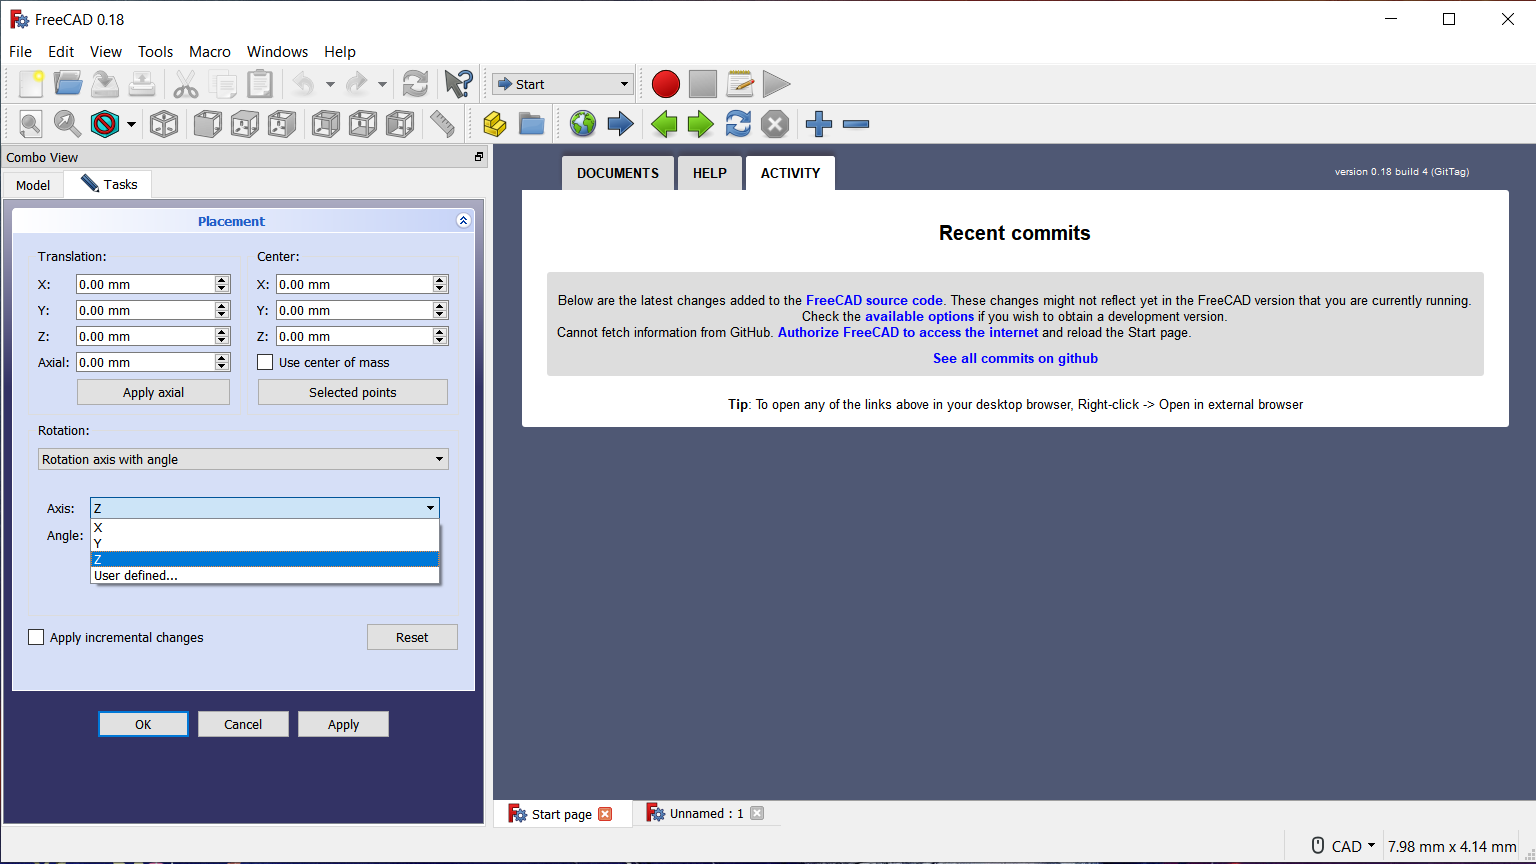 FreeCAD 0.18
File Edit View Tools Macro Windows Help
Start
Combo View
Model Tasks
Placement
Translation:
X: 0.00 mm
Y: 0.00 mm
Z: 0.00 mm
Axial: 0.00 mm
Apply axial
Center:
X: 0.00 mm
Y: 0.00 mm
Z: 0.00 mm
Use center of mass
Selected points
Rotation:
Rotation axis with angle
Axis: Z
X
Y
Z
User defined...
Angle:
Apply incremental changes Reset
OK Cancel Apply
DOCUMENTS HELP ACTIVITY
version 0.18 build 4 (GitTag)
Recent commits
Below are the latest changes added to the FreeCAD source code. These changes might not reflect yet in the FreeCAD version that you are currently running.
Check the available options if you wish to obtain a development version.
Cannot fetch information from GitHub. Authorize FreeCAD to access the internet and reload the Start page.
See all commits on github
Tip: To open any of the links above in your desktop browser, Right-click -> Open in external browser
Start page Unnamed : 1
CAD 7.98 mm x 4.14 mm